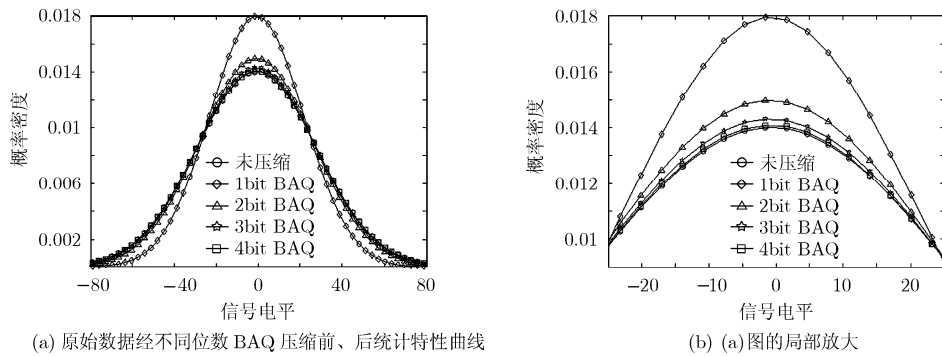 0.018
0.014
0.01
0.006
0.002
概率密度
−80
−40
0
40
80
信号电平
未压缩
1bit BAQ
2bit BAQ
3bit BAQ
4bit BAQ
(a) 原始数据经不同位数 BAQ 压缩前、后统计特性曲线
0.018
0.016
0.014
0.012
0.01
概率密度
−20
−10
0
10
20
信号电平
未压缩
1bit BAQ
2bit BAQ
3bit BAQ
4bit BAQ
(b) (a)图的局部放大